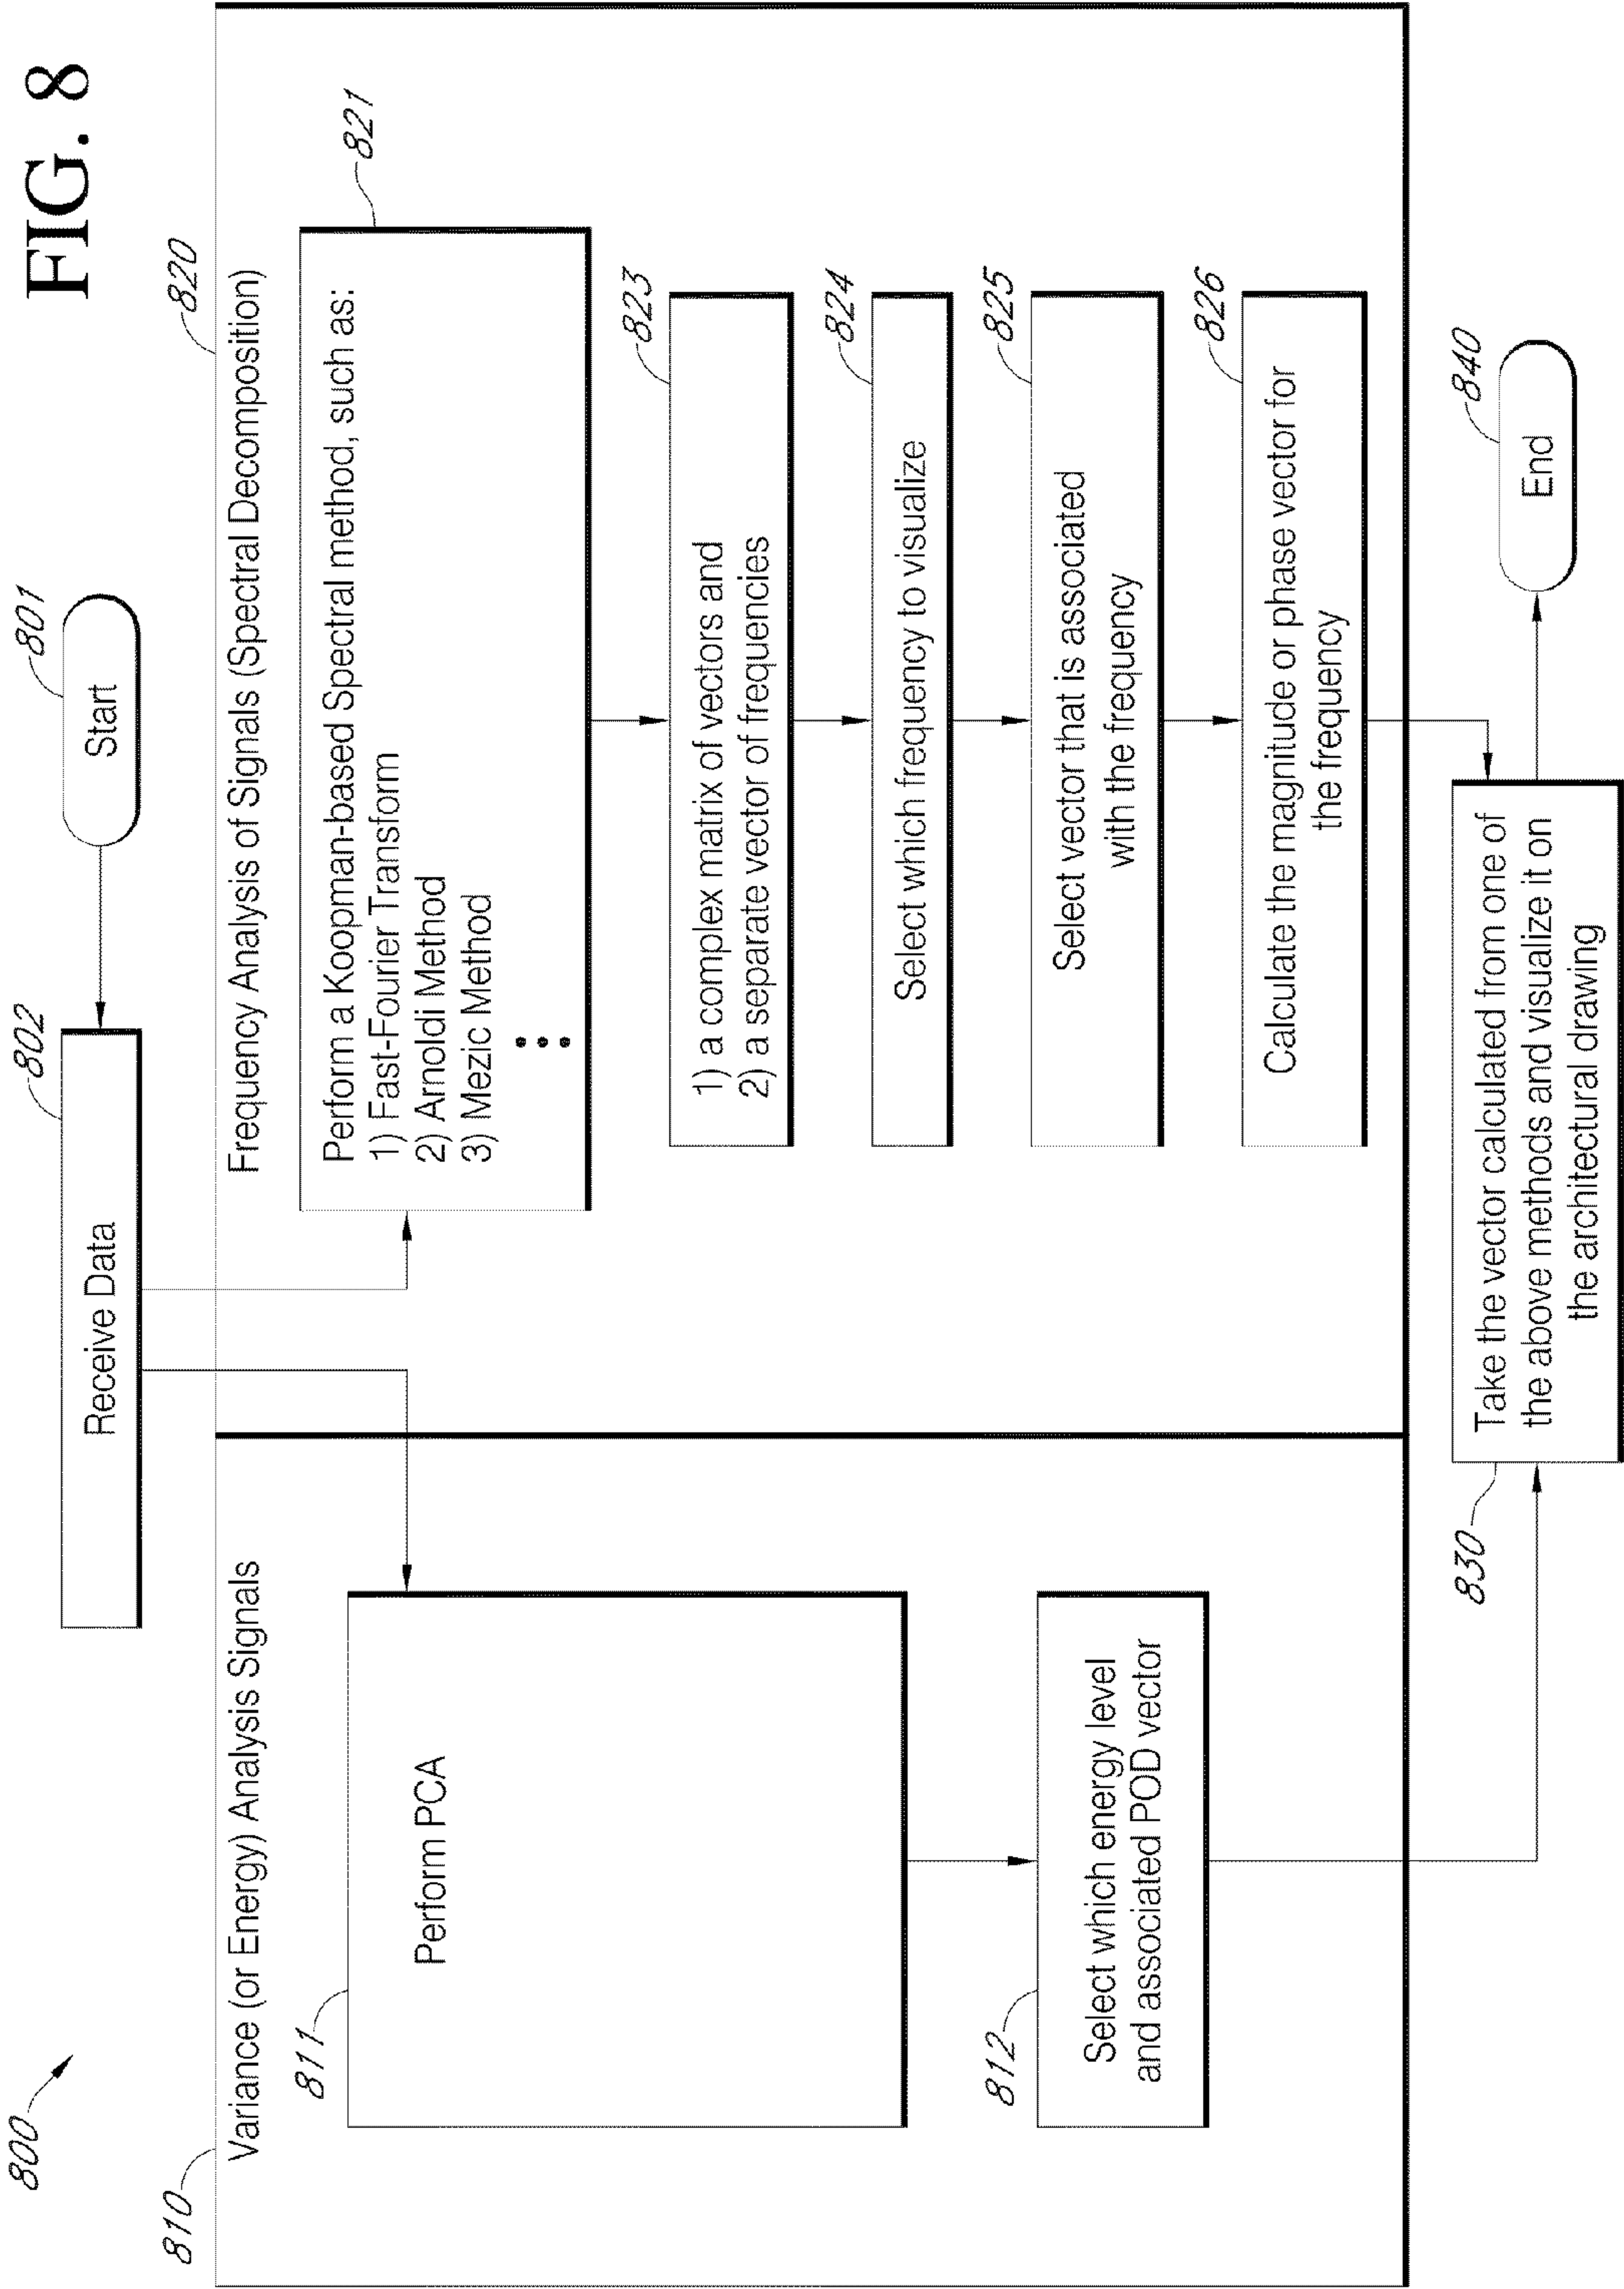 FIG. 8
800
801
Start
802
Receive Data
810
Variance (or Energy) Analysis Signals
811
Perform PCA
812
Select which energy level
and associated POD vector
820
Frequency Analysis of Signals (Spectral Decomposition)
821
Perform a Koopman-based Spectral method, such as:
1) Fast-Fourier Transform
2) Arnoldi Method
3) Mezic Method
823
1) a complex matrix of vectors and
2) a separate vector of frequencies
824
Select which frequency to visualize
825
Select vector that is associated
with the frequency
826
Calculate the magnitude or phase vector for
the frequency
830
Take the vector calculated from one of
the above methods and visualize it on
the architectural drawing
840
End